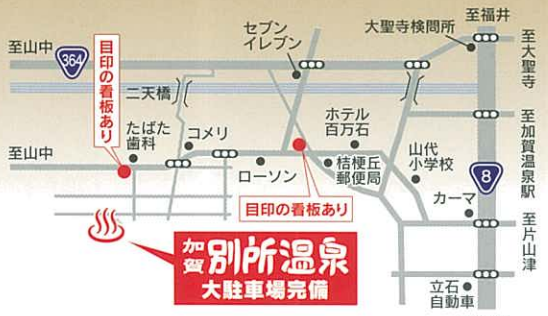 至福井
至山中
364
目印の看板あり
セブン
イレブン
大聖寺検問所
至大聖寺
二天橋
たばた
歯科
コメリ
ホテル
百万石
至加賀温泉駅
至山中
ローソン
桔梗丘
郵便局
山代
小学校
8
目印の看板あり
カーマ
至片山津
加賀
別所温泉
大駐車場完備
立石
自動車